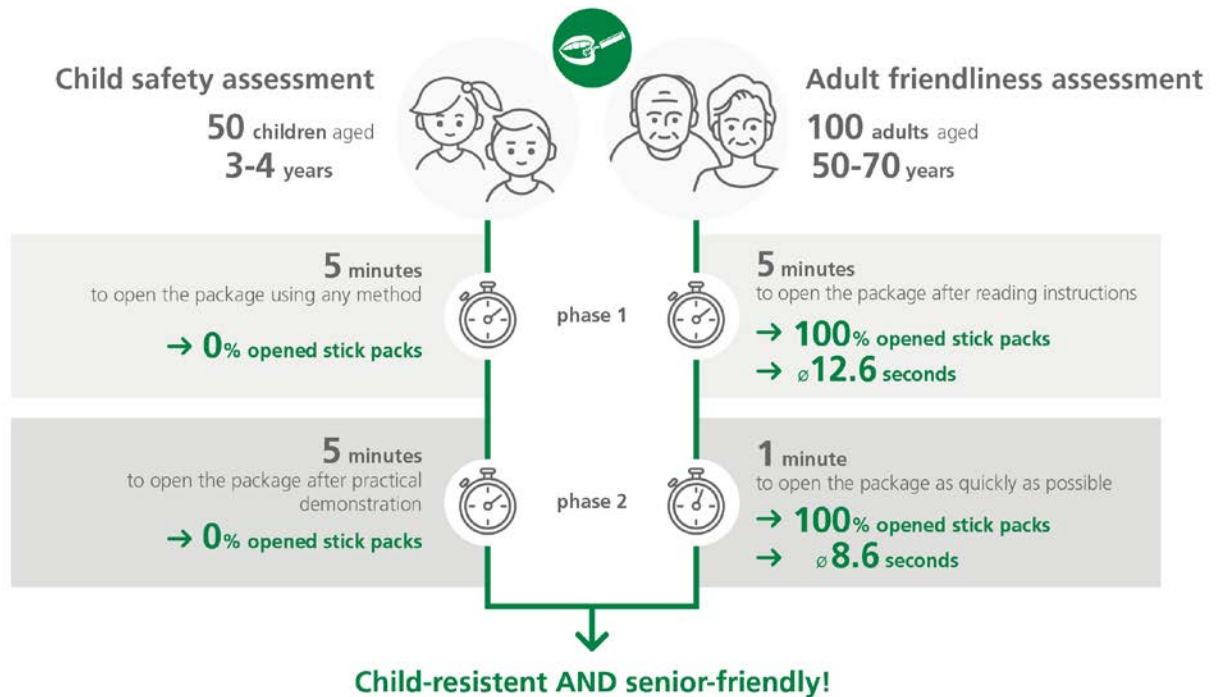 Child safety assessment
50 children aged
3-4 years
Adult friendliness assessment
100 adults aged
50-70 years
5 minutes
to open the package using any method
→ 0% opened stick packs
phase 1
5 minutes
to open the package after reading instructions
→ 100% opened stick packs
→ ø12.6 seconds
5 minutes
to open the package after practical
demonstration
→ 0% opened stick packs
phase 2
1 minute
to open the package as quickly as possible
→ 100% opened stick packs
→ ø8.6 seconds
Child-resistent AND senior-friendly!